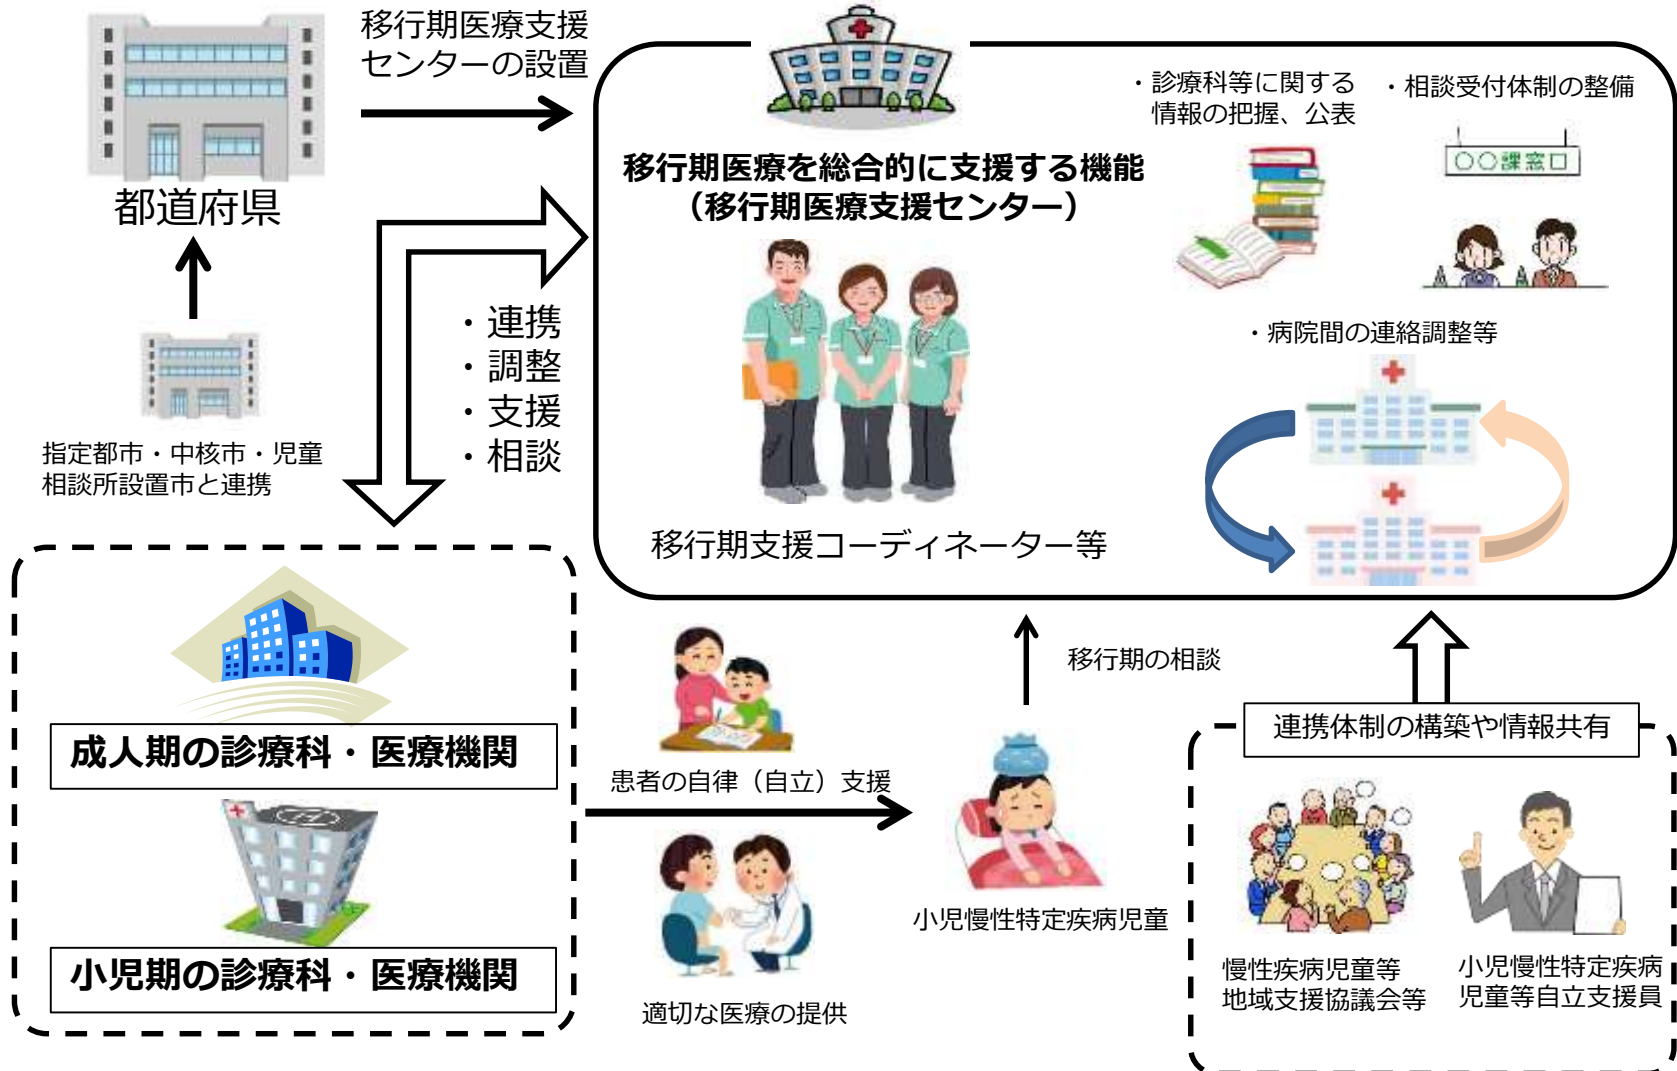 移行期医療支援
センターの設置
都道府県
指定都市・中核市・児童
相談所設置市と連携
・連携
・調整
・支援
・相談
移行期医療を総合的に支援する機能
（移行期医療支援センター）
移行期支援コーディネーター等
・診療科等に関する
情報の把握、公表
・相談受付体制の整備
○○課窓口
・病院間の連絡調整等
成人期の診療科・医療機関
小児期の診療科・医療機関
患者の自律（自立）支援
適切な医療の提供
移行期の相談
小児慢性特定疾病児童
連携体制の構築や情報共有
慢性疾病児童等
地域支援協議会等
小児慢性特定疾病
児童等自立支援員